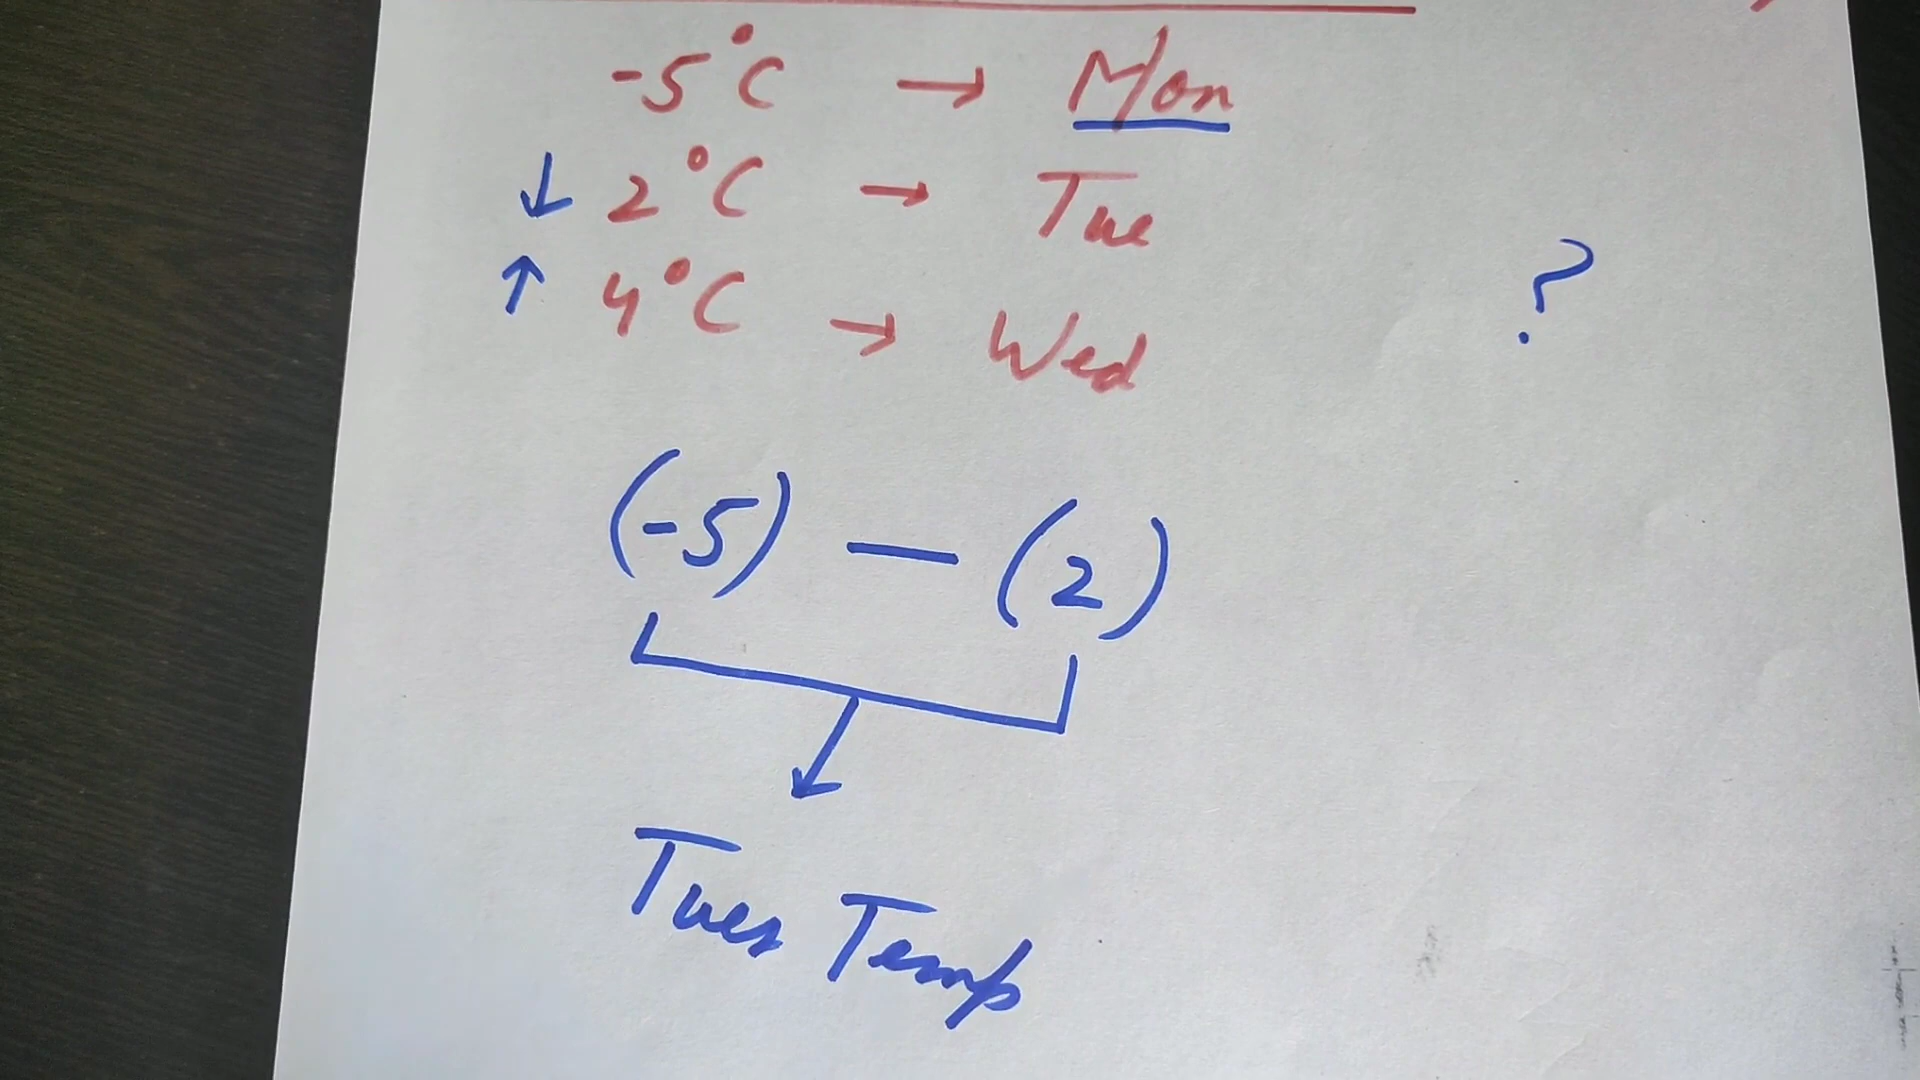 -5°C → Mon
↓ 2°C → Tue
↑ 4°C → Wed
?
(-5) — (2)
Tues Temp